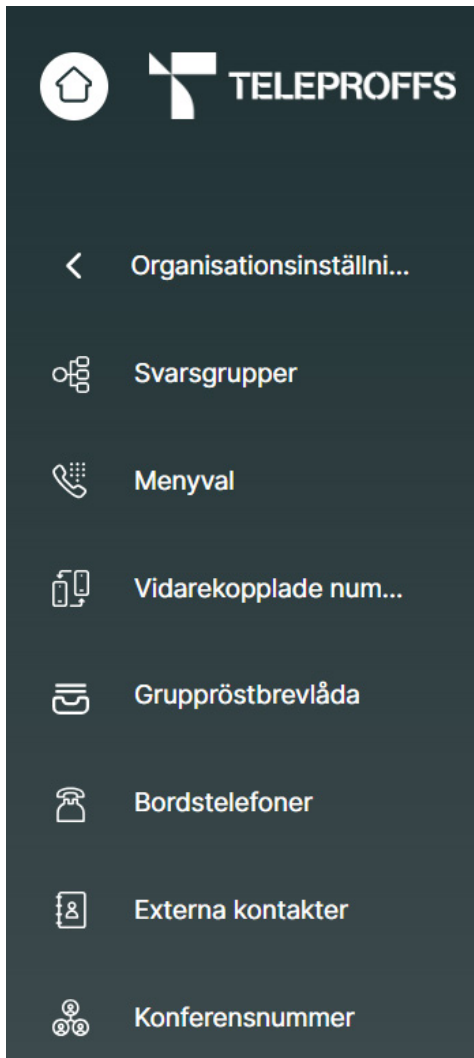 TELEPROFFS
Organisationsinställni...
Svarsgrupper
Menyval
Vidarekopplade num...
Gruppröstbrevlåda
Bordstelefoner
Externa kontakter
Konferensnummer